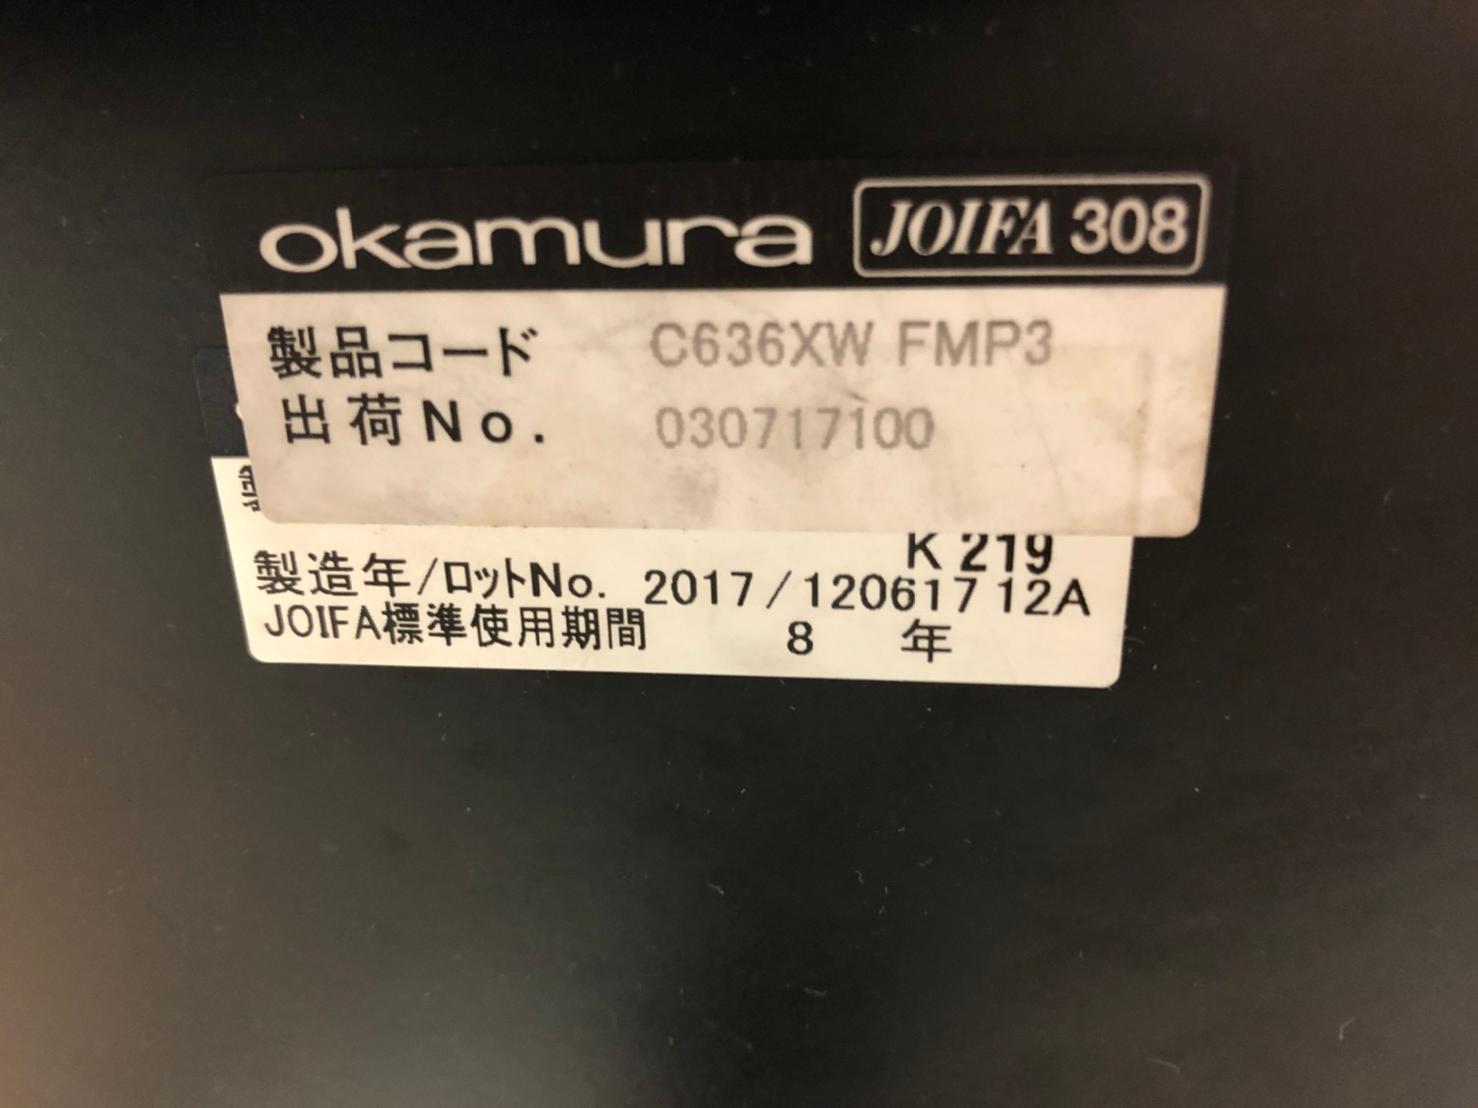 okamura JOIFA 308
製品コード C636XW FMP3
出荷No. 030717100
K 219
製造年/ロットNo. 2017/120617 12A
JOIFA標準使用期間 8 年